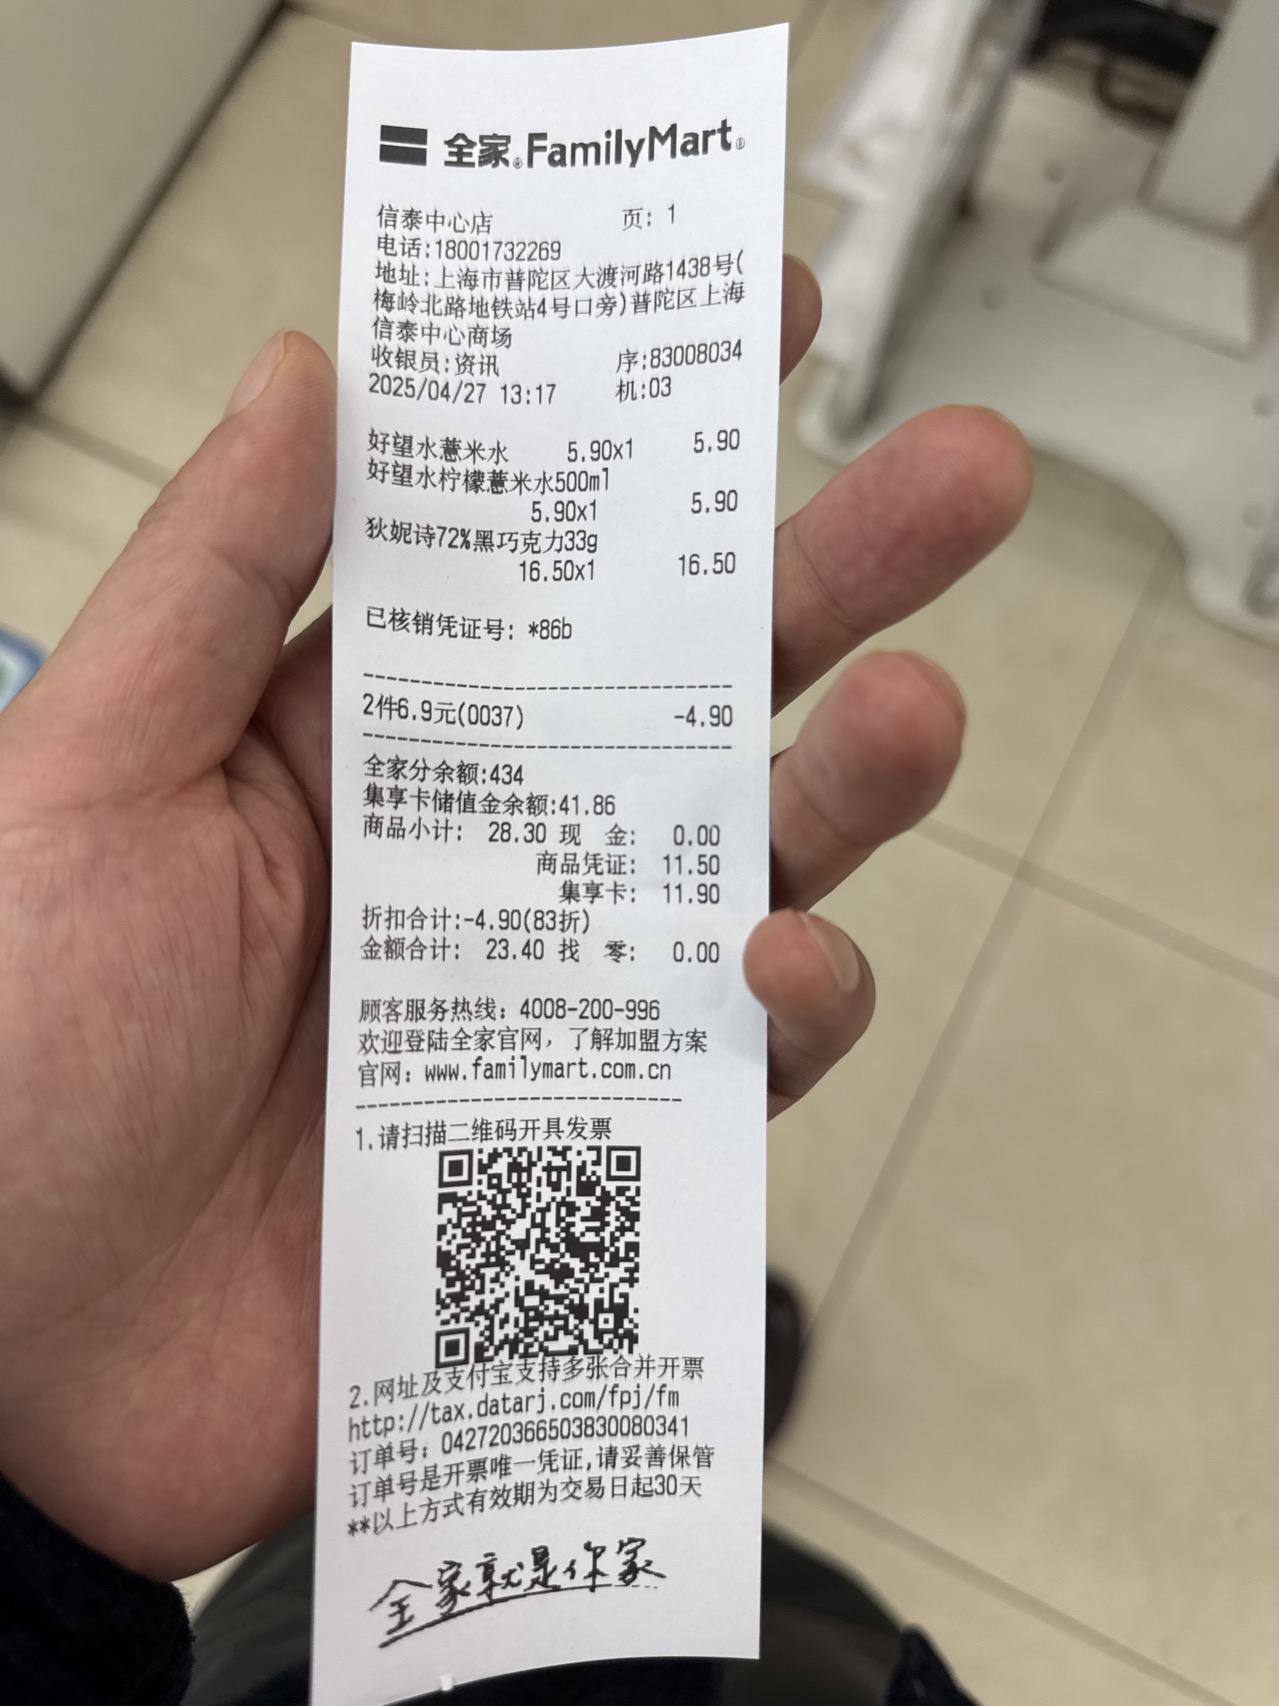 全家 FamilyMart
信泰中心店 页: 1
电话:18001732269
地址:上海市普陀区大渡河路1438号(
梅岭北路地铁站4号口旁)普陀区上海
信泰中心商场
收银员:资讯 序:83008034
2025/04/27 13:17 机:03
好望水薏米水 5.90x1 5.90
好望水柠檬薏米水500ml
5.90x1 5.90
狄妮诗72%黑巧克力33g
16.50x1 16.50
已核销凭证号: *86b
2件6.9元(0037) -4.90
全家分余额:434
集享卡储值金余额:41.86
商品小计: 28.30 现 金: 0.00
商品凭证: 11.50
集享卡: 11.90
折扣合计:-4.90(83折)
金额合计: 23.40 找 零: 0.00
顾客服务热线: 4008-200-996
欢迎登陆全家官网, 了解加盟方案
官网: www.familymart.com.cn
1.请扫描二维码开具发票
2.网址及支付宝支持多张合并开票
http://tax.datarj.com/fpj/fm
订单号: 042720366503830080341
订单号是开票唯一凭证,请妥善保管
**以上方式有效期为交易日起30天
全家就是你家